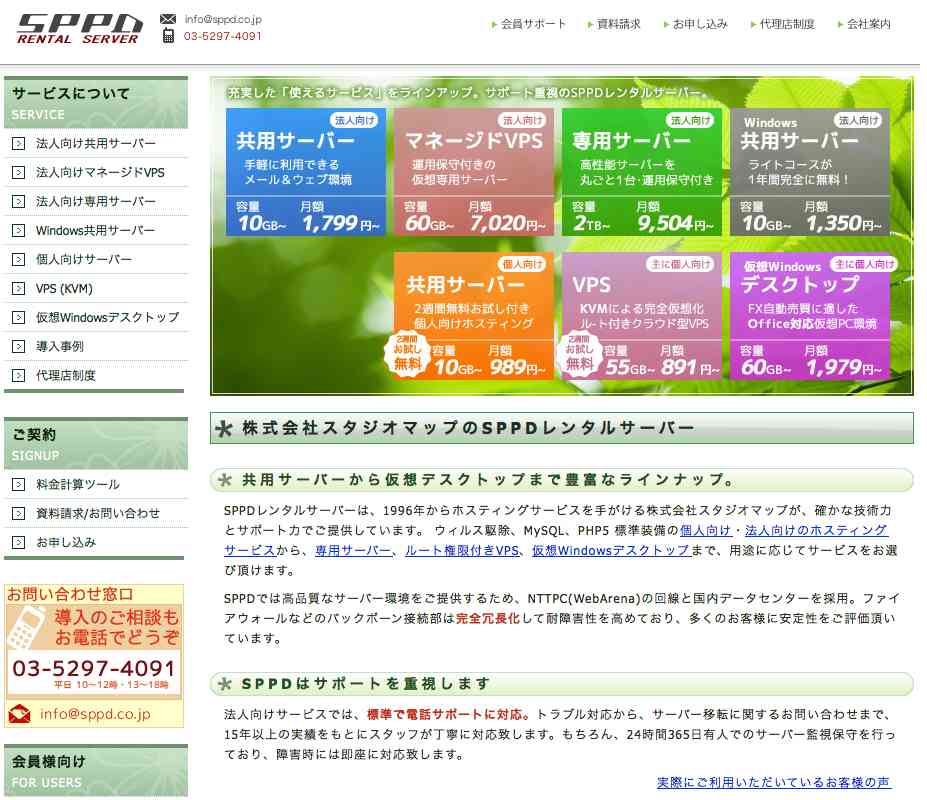 SPPD
RENTAL SERVER
info@sppd.co.jp
03-5297-4091
会員サポート
資料請求
お申し込み
代理店制度
会社案内
サービスについて
SERVICE
法人向け共用サーバー
法人向けマネージドVPS
法人向け専用サーバー
Windows共用サーバー
個人向けサーバー
VPS (KVM)
仮想Windowsデスクトップ
導入事例
代理店制度
ご契約
SIGNUP
料金計算ツール
資料請求/お問い合わせ
お申し込み
お問い合わせ窓口
導入のご相談も
お電話でどうぞ
03-5297-4091
平日 10〜12時・13〜18時
info@sppd.co.jp
会員様向け
FOR USERS
充実した「使えるサービス」をラインアップ。サポート重視のSPPDレンタルサーバー。
法人向け
共用サーバー
手軽に利用できる
メール＆ウェブ環境
容量 月額
10GB~ 1,799円~
法人向け
マネージドVPS
運用保守付きの
仮想専用サーバー
容量 月額
60GB~ 7,020円~
法人向け
専用サーバー
高性能サーバーを
丸ごと1台・運用保守付き
容量 月額
2TB~ 9,504円~
Windows 法人向け
共用サーバー
ライトコースが
1年間完全に無料！
容量 月額
10GB~ 1,350円~
個人向け
共用サーバー
2週間無料お試し付き
個人向けホスティング
2週間
お試し
無料
容量 月額
10GB~ 989円~
主に個人向け
VPS
KVMによる完全仮想化
ルート付きクラウド型VPS
2週間
お試し
無料
容量 月額
55GB~ 891円~
仮想Windows 主に個人向け
デスクトップ
FX自動売買に適した
Office対応仮想PC環境
容量 月額
60GB~ 1,979円~
株式会社スタジオマップのSPPDレンタルサーバー
共用サーバーから仮想デスクトップまで豊富なラインナップ。
SPPDレンタルサーバーは、1996年からホスティングサービスを手がける株式会社スタジオマップが、確かな技術力
とサポート力でご提供しています。 ウィルス駆除、MySQL、PHP5 標準装備の個人向け・法人向けのホスティング
サービスから、専用サーバー、ルート権限付きVPS、仮想Windowsデスクトップまで、用途に応じてサービスをお選
び頂けます。
SPPDでは高品質なサーバー環境をご提供するため、NTTPC(WebArena)の回線と国内データセンターを採用。ファイ
アウォールなどのバックボーン接続部は完全冗長化して耐障害性を高めており、多くのお客様に安定性をご評価頂い
ています。
SPPDはサポートを重視します
法人向けサービスでは、標準で電話サポートに対応。トラブル対応から、サーバー移転に関するお問い合わせまで、
15年以上の実績をもとにスタッフが丁寧に対応致します。もちろん、24時間365日有人でのサーバー監視保守を行っ
ており、障害時には即座に対応致します。
実際にご利用いただいているお客様の声